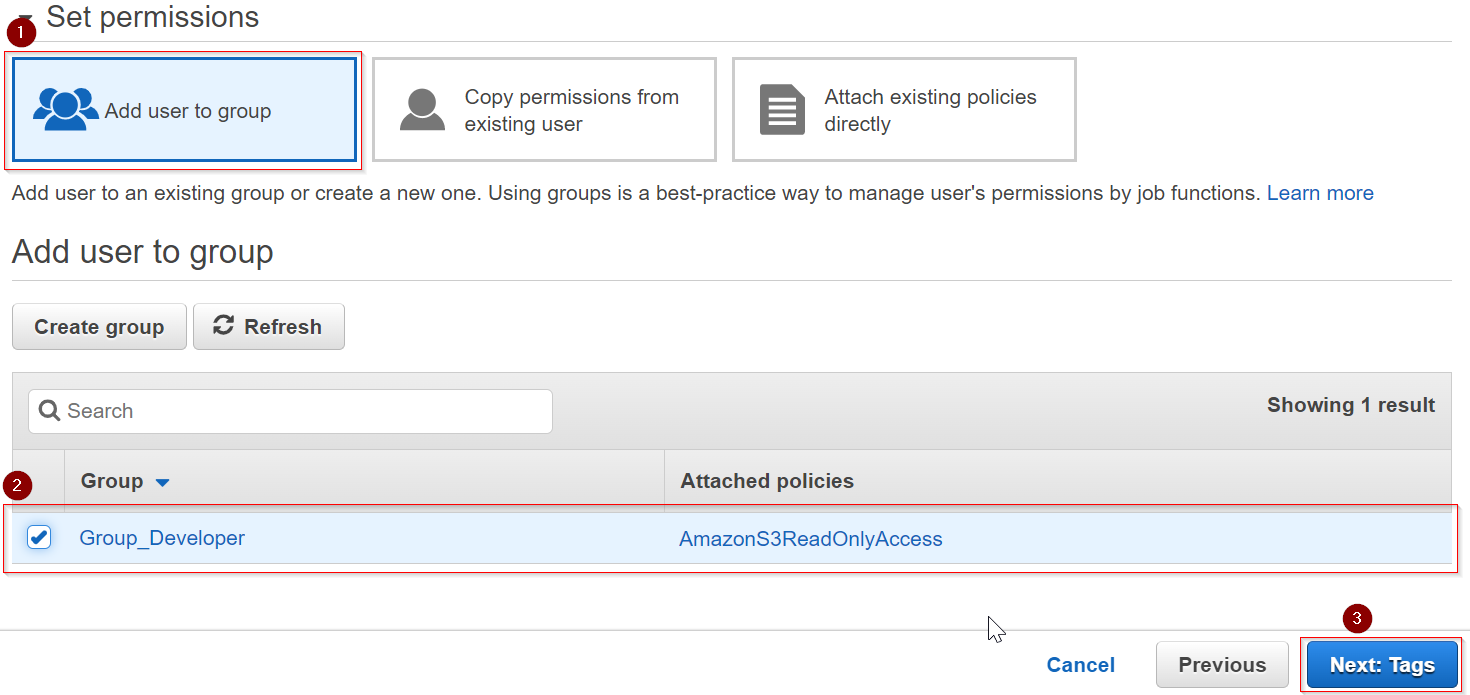 Set permissions
1
Add user to group
Copy permissions from
existing user
Attach existing policies
directly
Add user to an existing group or create a new one. Using groups is a best-practice way to manage user's permissions by job functions. Learn more
Add user to group
Create group
Refresh
Search
Showing 1 result
2
Group
Attached policies
Group_Developer
AmazonS3ReadOnlyAccess
3
Cancel
Previous
Next: Tags